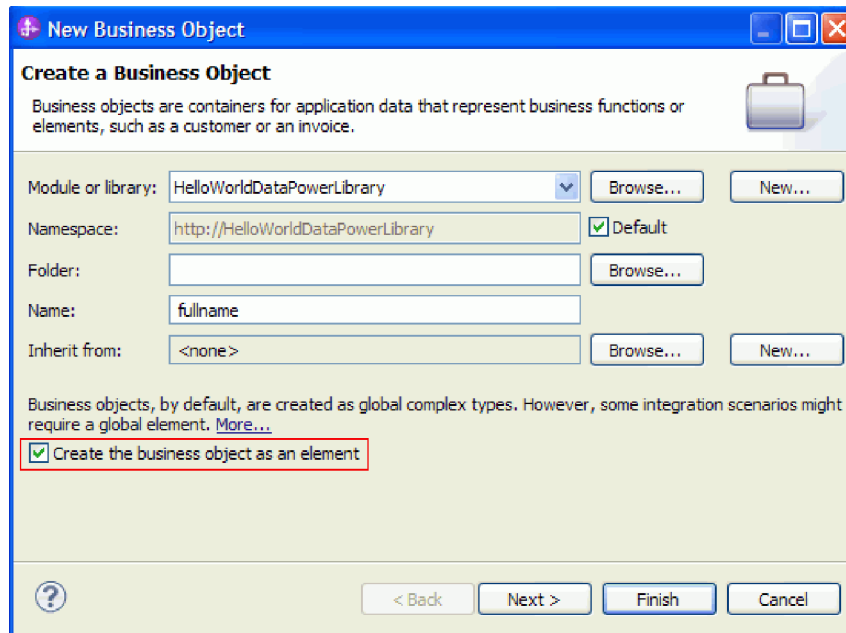 New Business Object
Create a Business Object
Business objects are containers for application data that represent business functions or
elements, such as a customer or an invoice.
Module or library: HelloWorldDataPowerLibrary Browse... New...
Namespace: http://HelloWorldDataPowerLibrary Default
Folder: Browse...
Name: fullname
Inherit from: <none> Browse... New...
Business objects, by default, are created as global complex types. However, some integration scenarios might
require a global element. More...
Create the business object as an element
? < Back Next > Finish Cancel